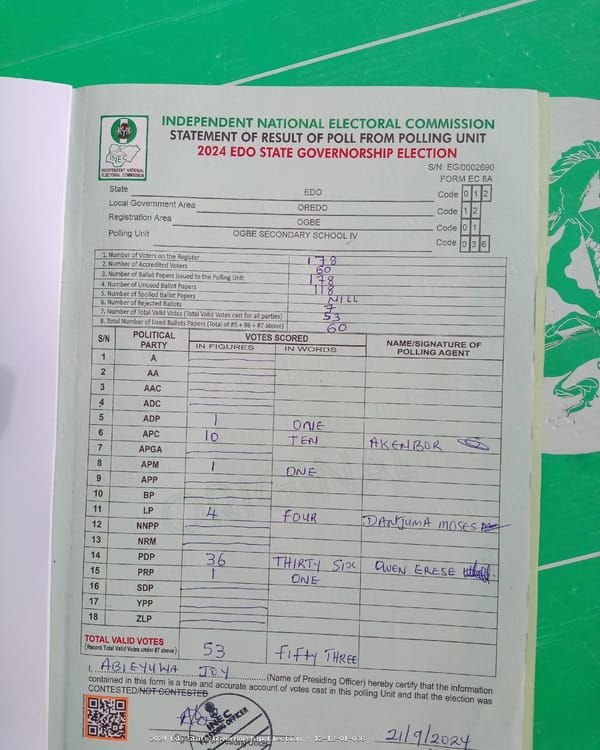 INDEPENDENT NATIONAL ELECTORAL COMMISSION
STATEMENT OF RESULT OF POLL FROM POLLING UNIT
2024 EDO STATE GOVERNORSHIP ELECTION
INEC
INDEPENDENT NATIONAL ELECTORAL COMMISSION
S/N: EG/0002690
FORM EC 8A
State EDO Code 0 1 2
Local Government Area OREDO Code 1 2
Registration Area OGBE Code 0 1
Polling Unit OGBE SECONDARY SCHOOL IV Code 0 3 6
1. Number of Voters on the Register 178
2. Number of Accredited Voters 60
3. Number of Ballot Papers Issued to the Polling Unit 178
4. Number of Unused Ballot Papers 118
5. Number of Spoiled Ballot Papers NILL
6. Number of Rejected Ballots 7
7. Number of Total Valid Votes (Total Valid Votes cast for all parties) 53
8. Total Number of Used Ballots Papers (Total of #5 + #6 + #7 above) 60
S/N POLITICAL PARTY VOTES SCORED NAME/SIGNATURE OF POLLING AGENT
IN FIGURES IN WORDS
1 A
2 AA
3 AAC
4 ADC
5 ADP 1 ONE
6 APC 10 TEN AKENBOR
7 APGA
8 APM 1 ONE
9 APP
10 BP
11 LP 4 FOUR DANJUMA MOSES
12 NNPP
13 NRM
14 PDP 36 THIRTY SIX OWEN ERESE
15 PRP 1 ONE
16 SDP
17 YPP
18 ZLP
TOTAL VALID VOTES 53 FIFTY THREE
(Record Total Valid Votes under #7 above)
I, ABIEYUWA JOY (Name of Presiding Officer) hereby certify that the information
contained in this form is a true and accurate account of votes cast in this polling Unit and that the election was
CONTESTED/NOT CONTESTED
INEC
21/9/2024
2024 Edo State Governorship Election : 12-12-01-036